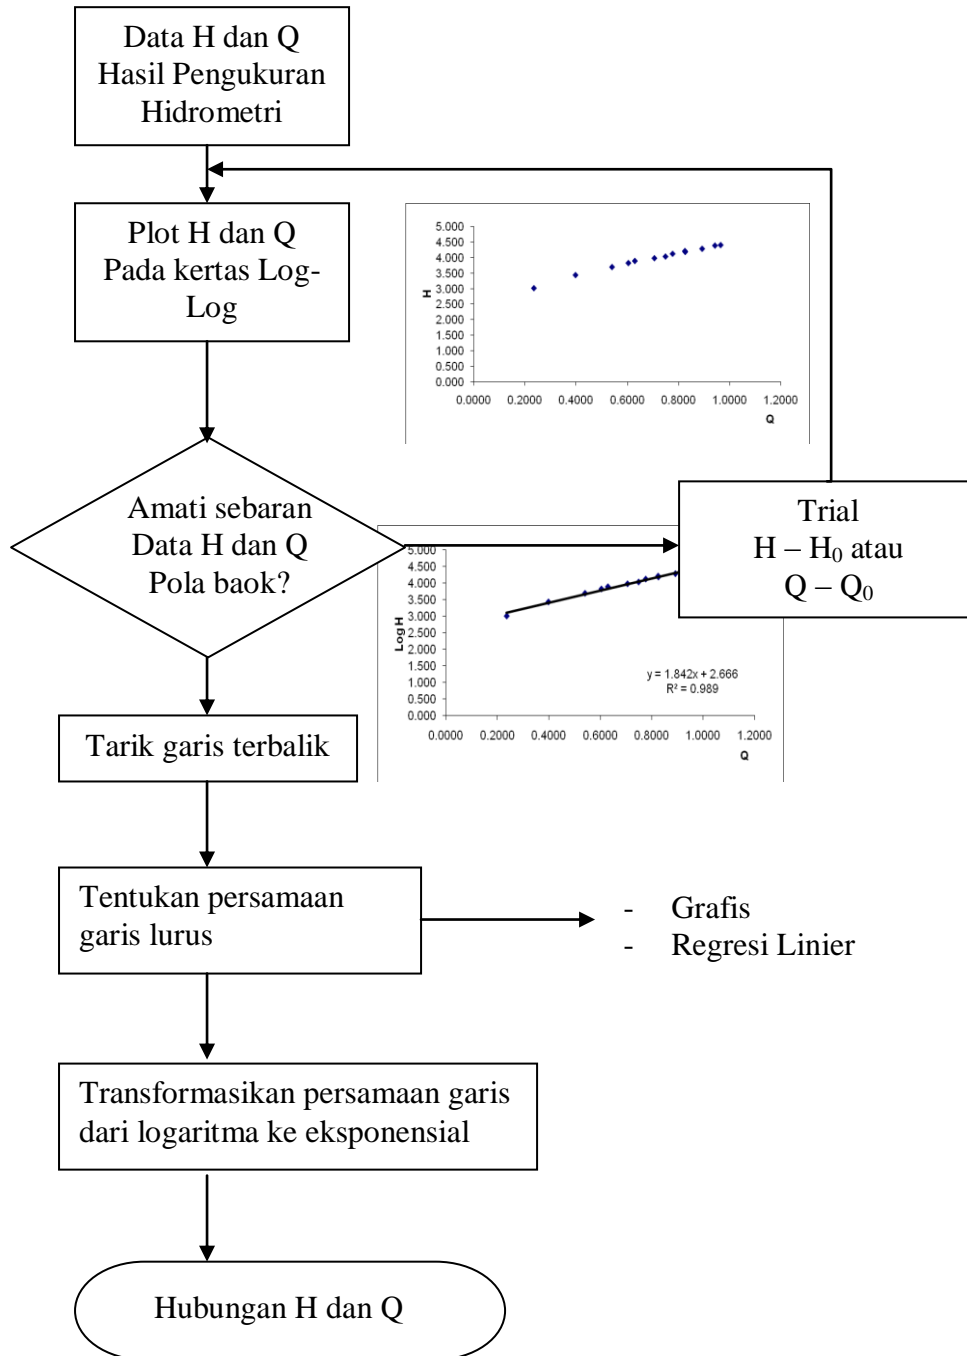 Data H dan Q
Hasil Pengukuran
Hidrometri
Plot H dan Q
Pada kertas Log-
Log
5.000
4.500
4.000
3.500
3.000
2.500
2.000
1.500
1.000
0.500
0.000
H
0.0000 0.2000 0.4000 0.6000 0.8000 1.0000 1.2000
Q
Amati sebaran
Data H dan Q
Pola baok?
Trial
H – H₀ atau
Q – Q₀
5.000
4.500
4.000
3.500
3.000
2.500
2.000
1.500
1.000
0.500
0.000
Log H
y = 1.842x + 2.666
R² = 0.989
0.0000 0.2000 0.4000 0.6000 0.8000 1.0000 1.2000
Q
Tarik garis terbalik
Tentukan persamaan
garis lurus
- Grafis
- Regresi Linier
Transformasikan persamaan garis
dari logaritma ke eksponensial
Hubungan H dan Q